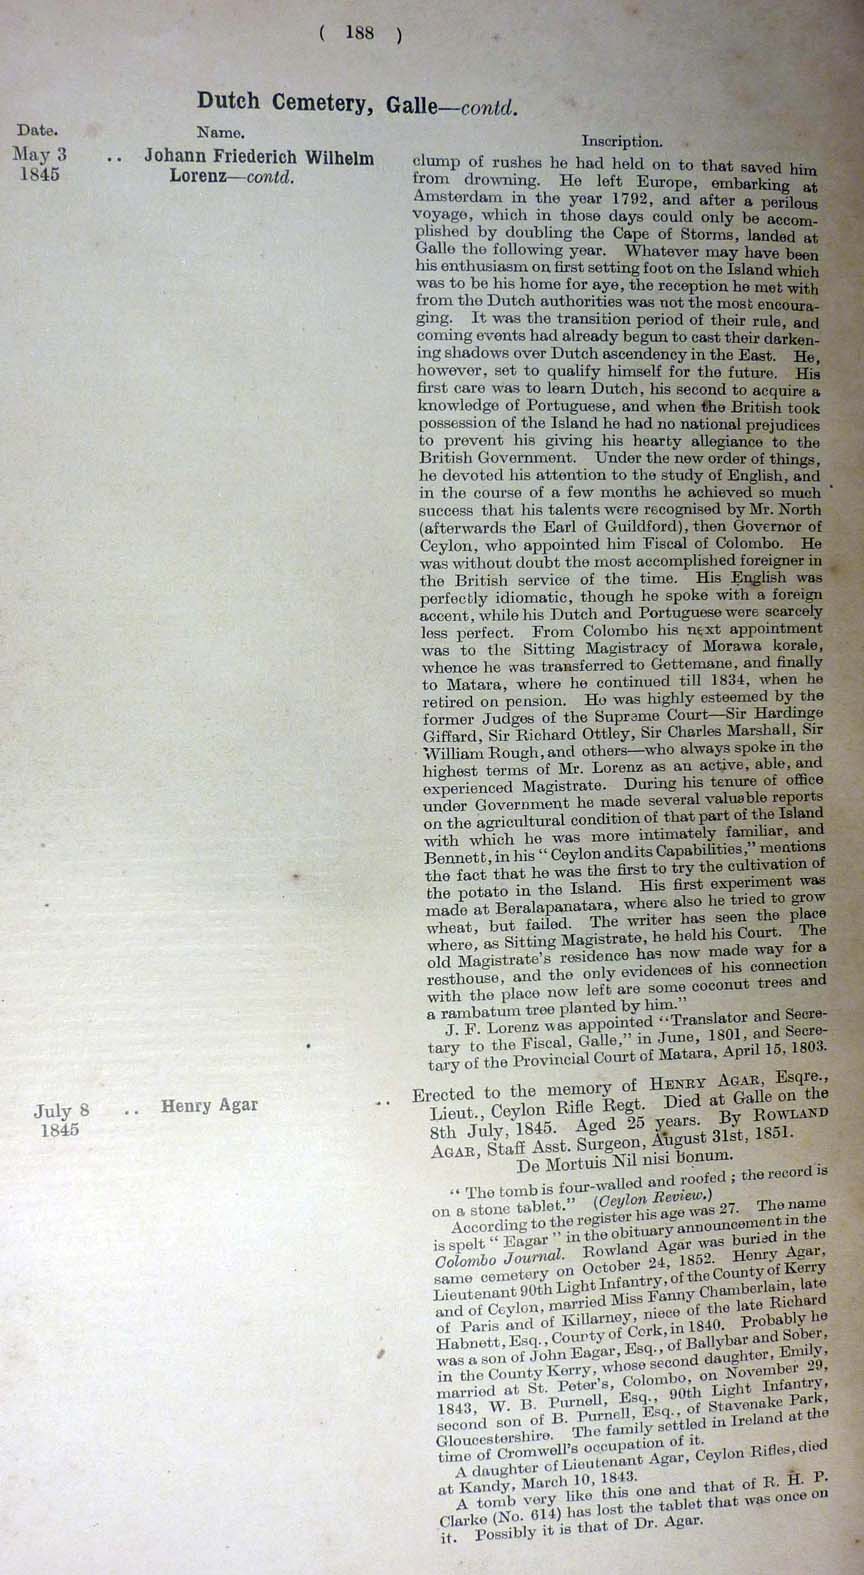 ( 188 )
Dutch Cemetery, Galle—contd.
Date. Name. Inscription.
May 3 .. Johann Friederich Wilhelm
1845 Lorenz—contd.
clump of rushes he had held on to that saved him
from drowning. He left Europe, embarking at
Amsterdam in the year 1792, and after a perilous
voyage, which in those days could only be accom-
plished by doubling the Cape of Storms, landed at
Galle the following year. Whatever may have been
his enthusiasm on first setting foot on the Island which
was to be his home for aye, the reception he met with
from the Dutch authorities was not the most encoura-
ging. It was the transition period of their rule, and
coming events had already begun to cast their darken-
ing shadows over Dutch ascendency in the East. He,
however, set to qualify himself for the future. His
first care was to learn Dutch, his second to acquire a
knowledge of Portuguese, and when the British took
possession of the Island he had no national prejudices
to prevent his giving his hearty allegiance to the
British Government. Under the new order of things,
he devoted his attention to the study of English, and
in the course of a few months he achieved so much
success that his talents were recognised by Mr. North
(afterwards the Earl of Guildford), then Governor of
Ceylon, who appointed him Fiscal of Colombo. He
was without doubt the most accomplished foreigner in
the British service of the time. His English was
perfectly idiomatic, though he spoke with a foreign
accent, while his Dutch and Portuguese were scarcely
less perfect. From Colombo his next appointment
was to the Sitting Magistracy of Morawa korale,
whence he was transferred to Gettemane, and finally
to Matara, where he continued till 1834, when he
retired on pension. He was highly esteemed by the
former Judges of the Supreme Court—Sir Hardinge
Giffard, Sir Richard Ottley, Sir Charles Marshall, Sir
William Rough, and others—who always spoke in the
highest terms of Mr. Lorenz as an active, able, and
experienced Magistrate. During his tenure of office
under Government he made several valuable reports
on the agricultural condition of that part of the Island
with which he was more intimately familiar, and
Bennett, in his "Ceylon and its Capabilities," mentions
the fact that he was the first to try the cultivation of
the potato in the Island. His first experiment was
made at Beralapanatara, where also he tried to grow
wheat, but failed. The writer has seen the place
where, as Sitting Magistrate, he held his Court. The
old Magistrate's residence has now made way for a
resthouse, and the only evidences of his connection
with the place now left are some coconut trees and
a rambatum tree planted by him."
J. F. Lorenz was appointed "Translator and Secre-
tary to the Fiscal, Galle," in June, 1801, and Secre-
tary of the Provincial Court of Matara, April 15, 1803.
July 8 .. Henry Agar ..
1845
Erected to the memory of HENRY AGAR, Esqre.,
Lieut., Ceylon Rifle Regt. Died at Galle on the
8th July, 1845. Aged 25 years. By ROWLAND
AGAR, Staff Asst. Surgeon, August 31st, 1851.
De Mortuis Nil nisi bonum.
"The tomb is four-walled and roofed; the record is
on a stone tablet." (Ceylon Review.)
According to the register his age was 27. The name
is spelt "Eagar" in the obituary announcement in the
Colombo Journal. Rowland Agar was buried in the
same cemetery on October 24, 1852. Henry Agar,
Lieutenant 90th Light Infantry, of the County of Kerry
and of Ceylon, married Miss Fanny Chamberlain, late
of Paris and of Killarney, niece of the late Richard
Habnett, Esq., County of Cork, in 1840. Probably he
was a son of John Eagar, Esq., of Ballybar and Sober,
in the County Kerry, whose second daughter, Emily,
married at St. Peter's, Colombo, on November 29,
1843, W. B. Purnell, Esq., 90th Light Infantry,
second son of B. Purnell, Esq., of Stavenake Park,
Gloucestershire. The family settled in Ireland at the
time of Cromwell's occupation of it.
A daughter of Lieutenant Agar, Ceylon Rifles, died
at Kandy, March 10, 1843.
A tomb very like this one and that of R. H. P.
Clarke (No. 614) has lost the tablet that was once on
it. Possibly it is that of Dr. Agar.